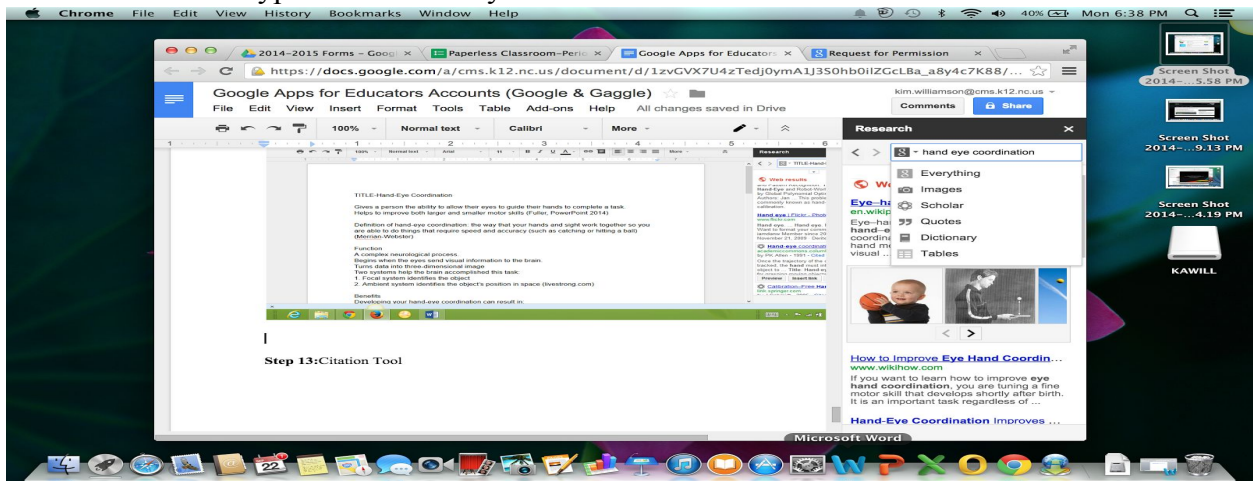 Chrome File Edit View History Bookmarks Window Help 40% Mon 6:38 PM
2014-2015 Forms - Goog Paperless Classroom-Peri Google Apps for Educators Request for Permission
https://docs.google.com/a/cms.k12.nc.us/document/d/
Google Apps for Educators Accounts (Google & Gaggle) kim.williamson@cms.k12.nc.us
File Edit View Insert Format Tools Table Add-ons Help All changes saved in Drive Comments Share
100% Normal text Calibri More Research
hand eye coordination
Everything
Images
Scholar
Quotes
Dictionary
Tables
TITLE-Hand-Eye Coordination
Gives a person the ability to allow their eyes to guide their hands to complete a task.
Helps to improve both larger and smaller motor skills (Fuller, PowerPoint 2014)
Definition of hand-eye coordination: the way that your hands and sight work together so you
are able to do things that require speed and accuracy (such as catching or hitting a ball)
(Merrian-Webster)
Function
A complex neurological process.
Begins when the eyes send visual information to the brain.
Turns data into three-dimensional image
Two systems help the brain accomplished this task:
1. Focal system identifies the object
2. Ambient system identifies the object's position in space (livestrong.com)
Benefits
Developing your hand-eye coordination can result in:
Step 13:Citation Tool
How to Improve Eye Hand Coordin...
www.wikihow.com
If you want to learn how to improve eye
hand coordination, you are tuning a fine
motor skill that develops shortly after birth.
It is an important task regardless of ...
Hand-Eye Coordination Improves ...
Microsoft Word
Screen Shot
2014-...5.58 PM
Screen Shot
2014-...9.13 PM
Screen Shot
2014-...4.19 PM
KAWILL
22